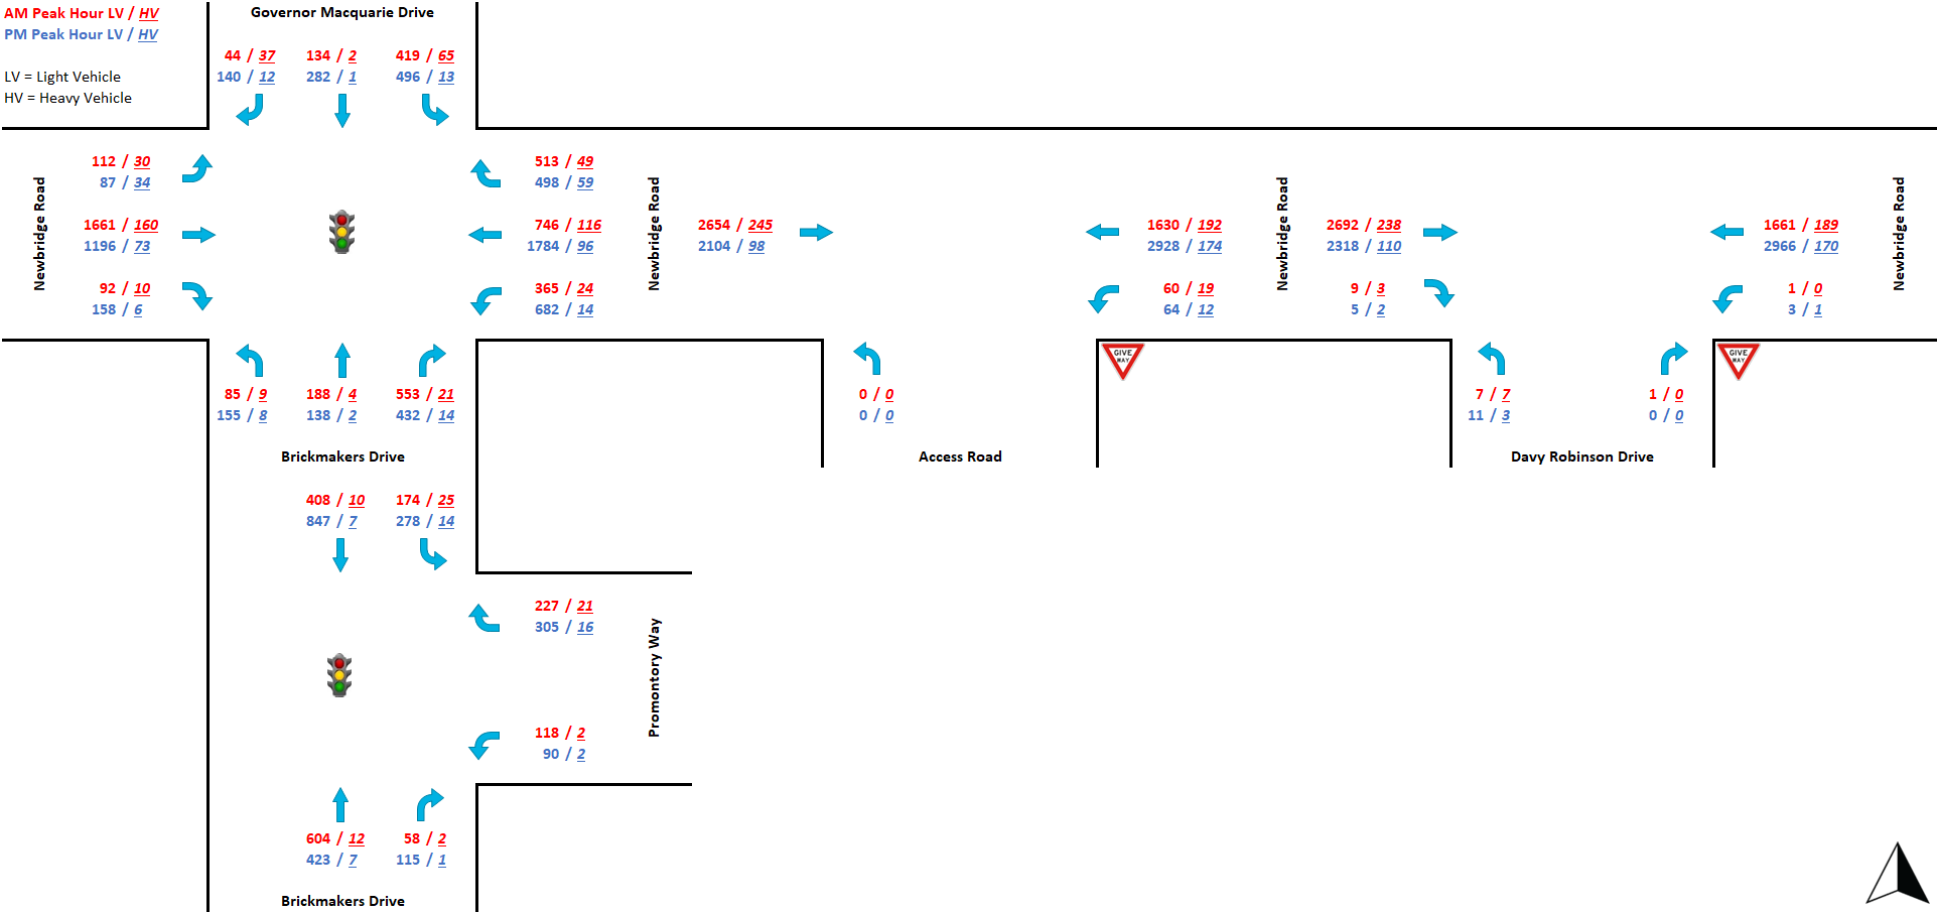 AM Peak Hour LV / HV
PM Peak Hour LV / HV
LV = Light Vehicle
HV = Heavy Vehicle
Governor Macquarie Drive
44 / 37 134 / 2 419 / 65
140 / 12 282 / 1 496 / 13
Newbridge Road
112 / 30
87 / 34
1661 / 160
1196 / 73
92 / 10
158 / 6
513 / 49
498 / 59
746 / 116
1784 / 96
365 / 24
682 / 14
Newbridge Road
2654 / 245
2104 / 98
1630 / 192
2928 / 174
60 / 19
64 / 12
Newbridge Road
2692 / 238
2318 / 110
9 / 3
5 / 2
1661 / 189
2966 / 170
1 / 0
3 / 1
Newbridge Road
85 / 9 188 / 4 553 / 21
155 / 8 138 / 2 432 / 14
Brickmakers Drive
0 / 0
0 / 0
Access Road
GIVE
WAY
7 / 7 1 / 0
11 / 3 0 / 0
Davy Robinson Drive
GIVE
WAY
408 / 10 174 / 25
847 / 7 278 / 14
227 / 21
305 / 16
Promontory Way
118 / 2
90 / 2
604 / 12 58 / 2
423 / 7 115 / 1
Brickmakers Drive